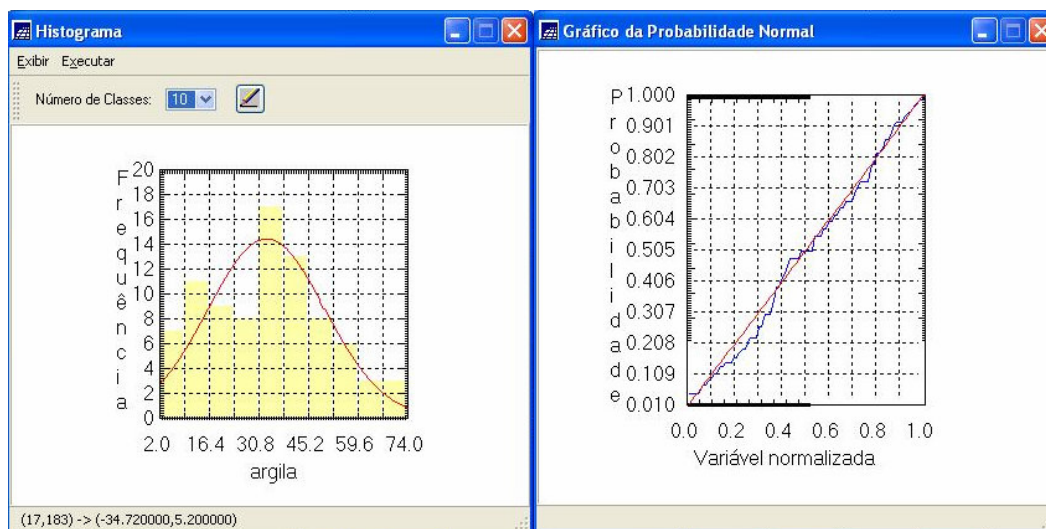 Histograma
Exibir Executar
Número de Classes: 10
Frequência
20
18
16
14
12
10
8
6
4
2
0
2.0 16.4 30.8 45.2 59.6 74.0
argila
(17,183) -> (-34.720000,5.200000)
Gráfico da Probabilidade Normal
Probabilidade
1.000
0.901
0.802
0.703
0.604
0.505
0.406
0.307
0.208
0.109
0.010
0.0 0.2 0.4 0.6 0.8 1.0
Variável normalizada